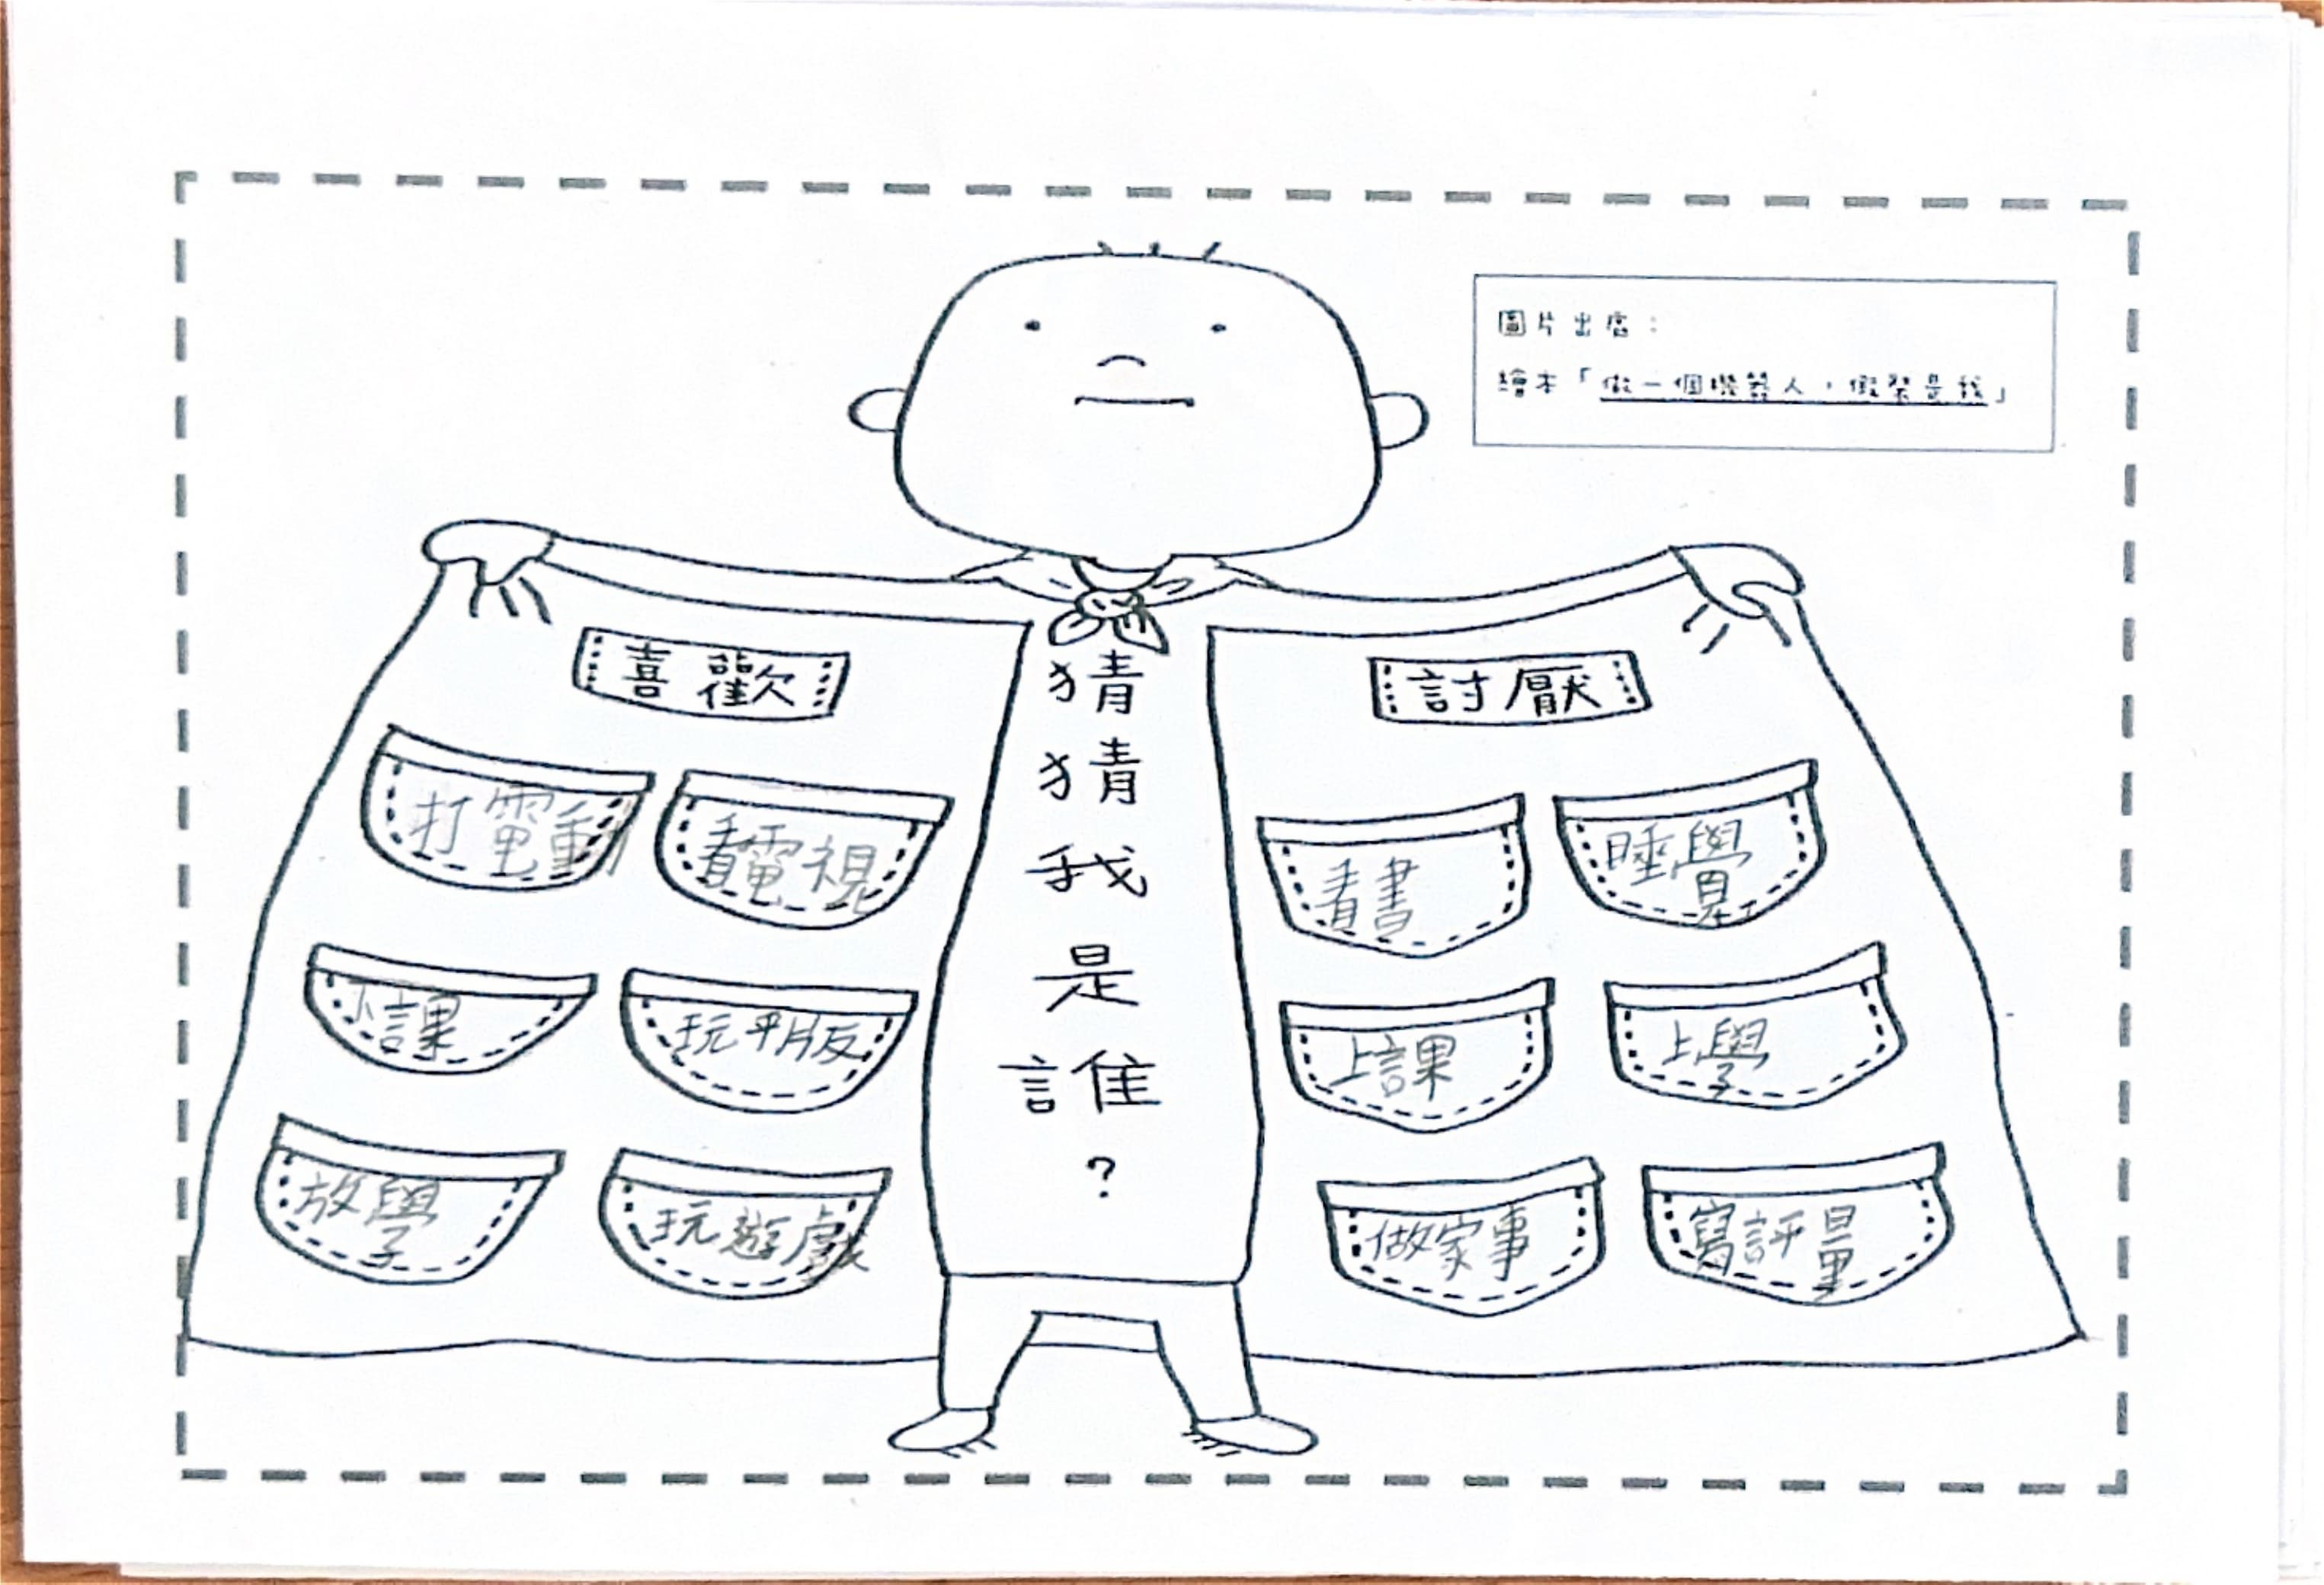 圖片出處：
繪本「做一個機器人，假裝是我」
喜歡
打電動
看電視
下課
玩平版
放學
玩遊戲
猜猜我是誰？
討厭
看書
睡覺
上課
上學
做家事
寫評量